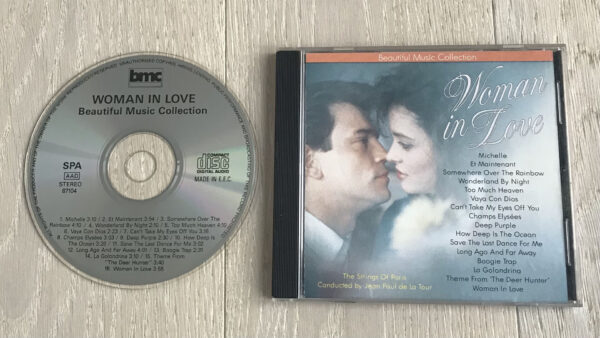 bmc
WOMAN IN LOVE
Beautiful Music Collection
SPA
AAD
STEREO
87104
COMPACT
disc
DIGITAL AUDIO
MADE IN E.E.C.
1. Michelle 3:10 / 2. Et Maintenant 3:54 / 3. Somewhere Over The
Rainbow 4:10 / 4. Wonderland By Night 2:10 / 5. Too Much Heaven 4:10
6. Vaya Con Dios 2:23 / 7. Can't Take My Eyes Off You 3:36
8. Champs Elysées 3:03 / 9. Deep Purple 2:30 / 10. How Deep Is
The Ocean 3:20 / 11. Save The Last Dance For Me 3:02
12. Long Ago And Far Away 4:01 / 13. Boogie Trap 2:31
14. La Golondrina 3:10 / 15. Theme From
"The Deer Hunter" 3:40
16. Woman In Love 3:58
Beautiful Music Collection
Woman
in Love
Michelle
Et Maintenant
Somewhere Over The Rainbow
Wonderland By Night
Too Much Heaven
Vaya Con Dios
Can't Take My Eyes Off You
Champs Elysées
Deep Purple
How Deep Is The Ocean
Save The Last Dance For Me
Long Ago And Far Away
Boogie Trap
La Golondrina
Theme From "The Deer Hunter"
Woman In Love
The Strings Of Paris
Conducted by Jean Paul de La Tour